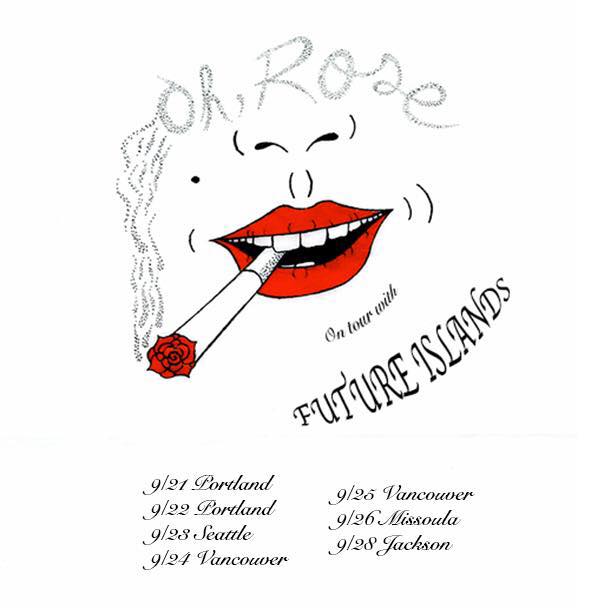 Oh, Rose
On tour with
FUTURE ISLANDS
9/21 Portland
9/22 Portland
9/23 Seattle
9/24 Vancouver
9/25 Vancouver
9/26 Missoula
9/28 Jackson